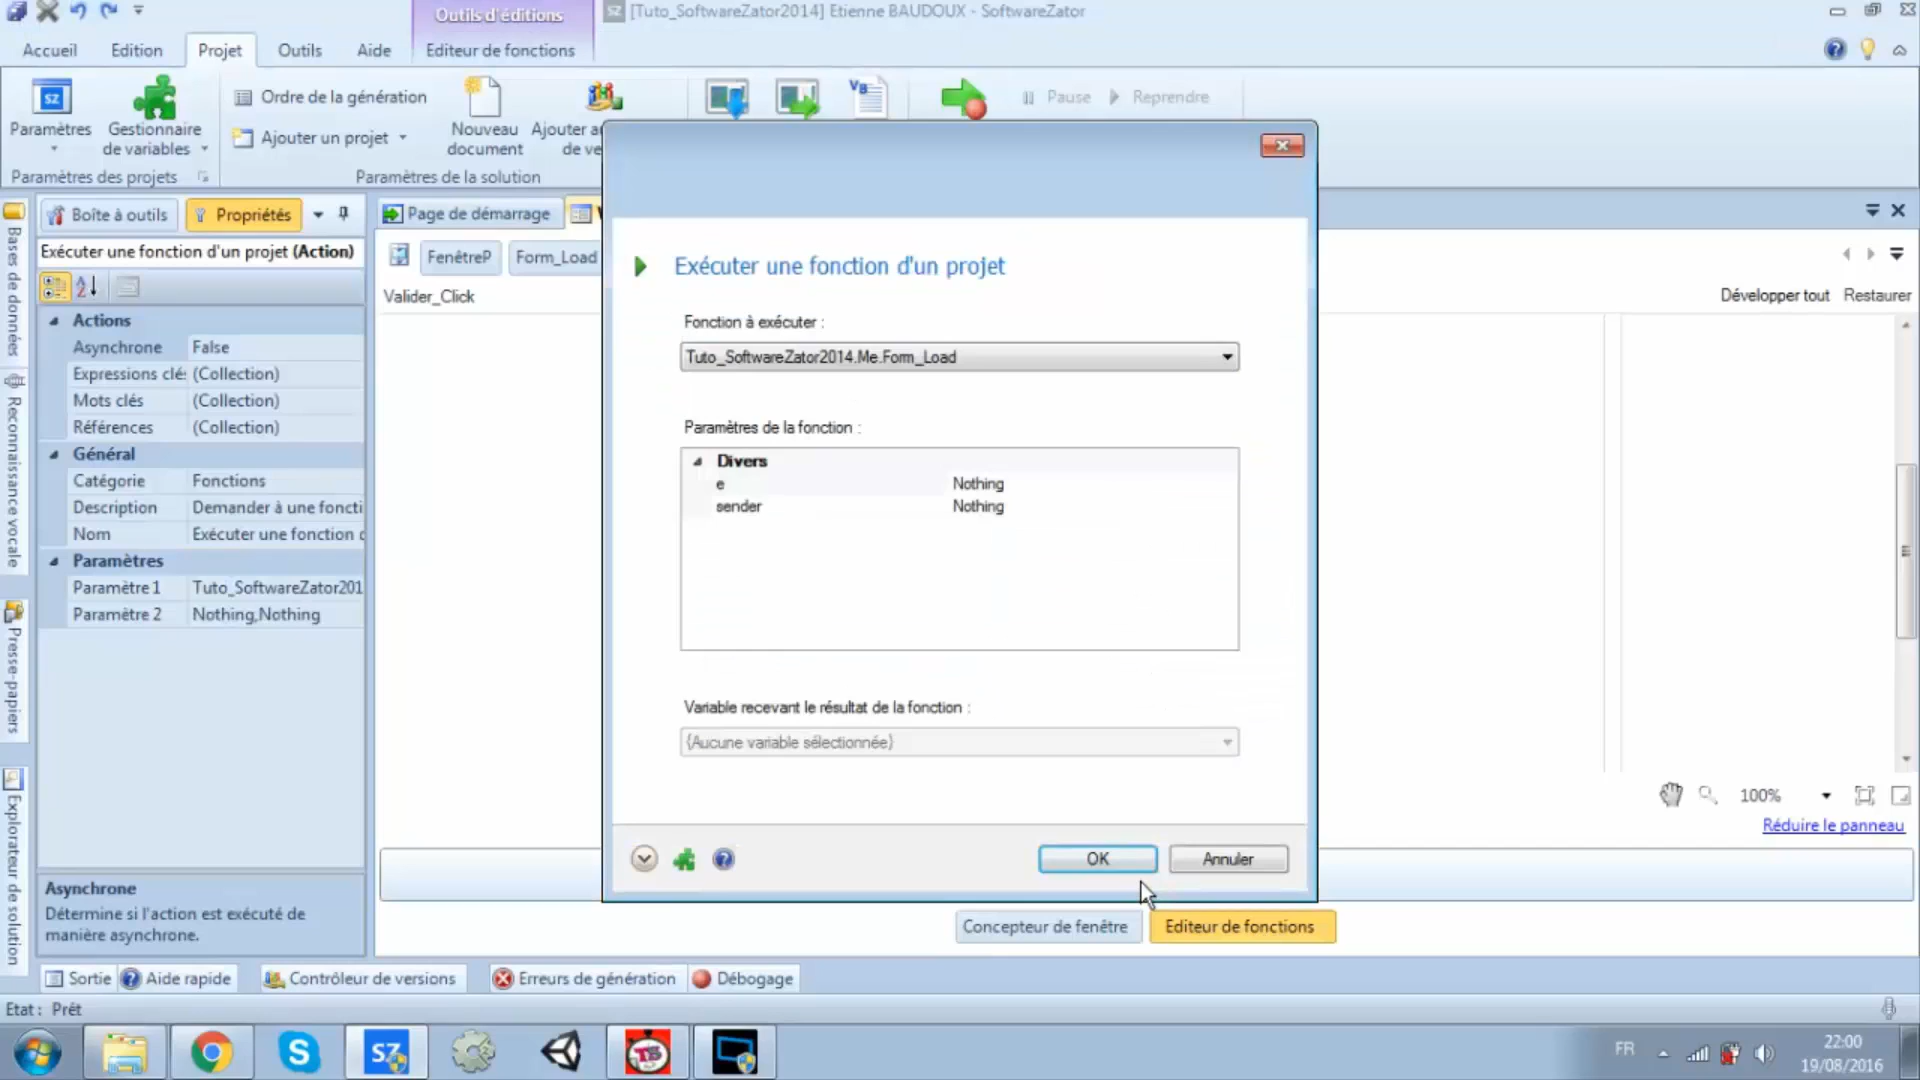 Outils d'éditions
[Tuto_SoftwareZator2014] Etienne BAUDOUX - SoftwareZator
Accueil
Edition
Projet
Outils
Aide
Editeur de fonctions
Paramètres
Gestionnaire
de variables
Ordre de la génération
Ajouter un projet
Nouveau
document
Ajouter a
de ve
Pause
Reprendre
Paramètres des projets
Paramètres de la solution
Boîte à outils
Propriétés
Exécuter une fonction d'un projet (Action)
Actions
Asynchrone False
Expressions clé: (Collection)
Mots clés (Collection)
Références (Collection)
Général
Catégorie Fonctions
Description Demander à une foncti
Nom Exécuter une fonction d
Paramètres
Paramètre 1 Tuto_SoftwareZator201
Paramètre 2 Nothing,Nothing
Asynchrone
Détermine si l'action est exécuté de
manière asynchrone.
Bases de données
Reconnaissance vocale
Presse-papiers
Explorateur de solution
Page de démarrage
FenêtreP
Form_Load
Valider_Click
Développer tout
Restaurer
Exécuter une fonction d'un projet
Fonction à exécuter :
Tuto_SoftwareZator2014.Me.Form_Load
Paramètres de la fonction :
Divers
e Nothing
sender Nothing
Variable recevant le résultat de la fonction :
{Aucune variable sélectionnée}
OK
Annuler
100%
Réduire le panneau
Concepteur de fenêtre
Editeur de fonctions
Sortie
Aide rapide
Contrôleur de versions
Erreurs de génération
Débogage
Etat : Prêt
FR
22:00
19/08/2016